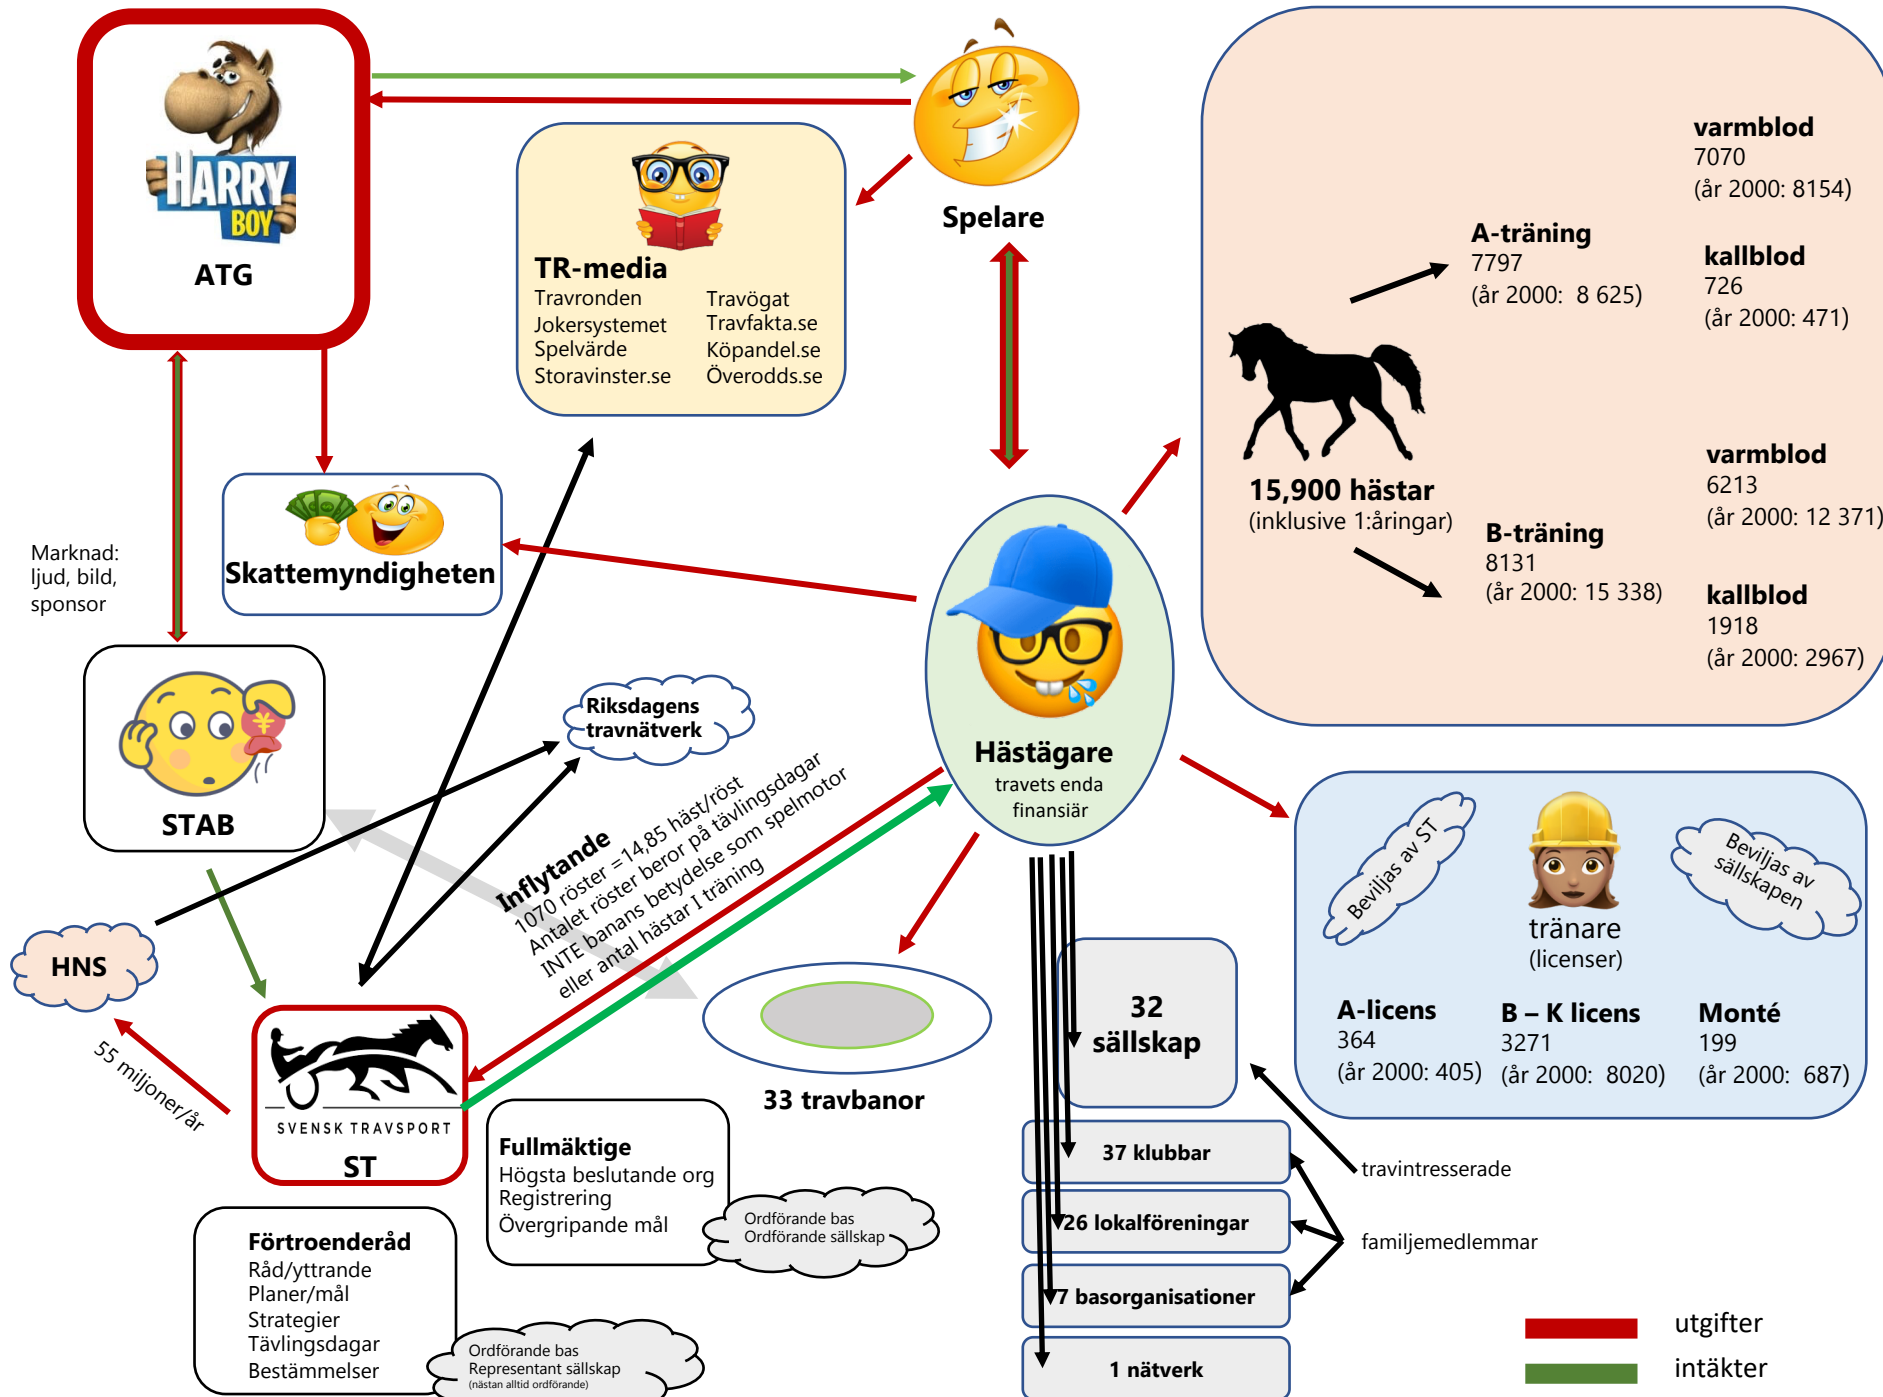 HARRY
BOY
ATG
Spelare
TR-media
Travronden
Jokersystemet
Spelvärde
Storavinster.se
Travögat
Travfakta.se
Köpandel.se
Överodds.se
varmblod
7070
(år 2000: 8154)
A-träning
7797
(år 2000:  8 625)
kallblod
726
(år 2000: 471)
15,900 hästar
(inklusive 1:åringar)
varmblod
6213
(år 2000: 12 371)
B-träning
8131
(år 2000: 15 338)
kallblod
1918
(år 2000: 2967)
Skattemyndigheten
Marknad:
ljud, bild,
sponsor
STAB
Riksdagens
travnätverk
Hästägare
travets enda
finansiär
Inflytande
1070 röster = 14,85 häst/röst
Antalet röster beror på tävlingsdagar
INTE banans betydelse som spelmotor
eller antal hästar I träning
HNS
55 miljoner/år
SVENSK TRAVSPORT
ST
33 travbanor
32
sällskap
Beviljas av ST
Beviljas av
sällskapen
tränare
(licenser)
A-licens
364
(år 2000: 405)
B – K licens
3271
(år 2000:  8020)
Monté
199
(år 2000:  687)
Fullmäktige
Högsta beslutande org
Registrering
Övergripande mål
Ordförande bas
Ordförande sällskap
37 klubbar
26 lokalföreningar
7 basorganisationer
1 nätverk
travintresserade
familjemedlemmar
Förtroenderåd
Råd/yttrande
Planer/mål
Strategier
Tävlingsdagar
Bestämmelser
Ordförande bas
Representant sällskap
(nästan alltid ordförande)
utgifter
intäkter